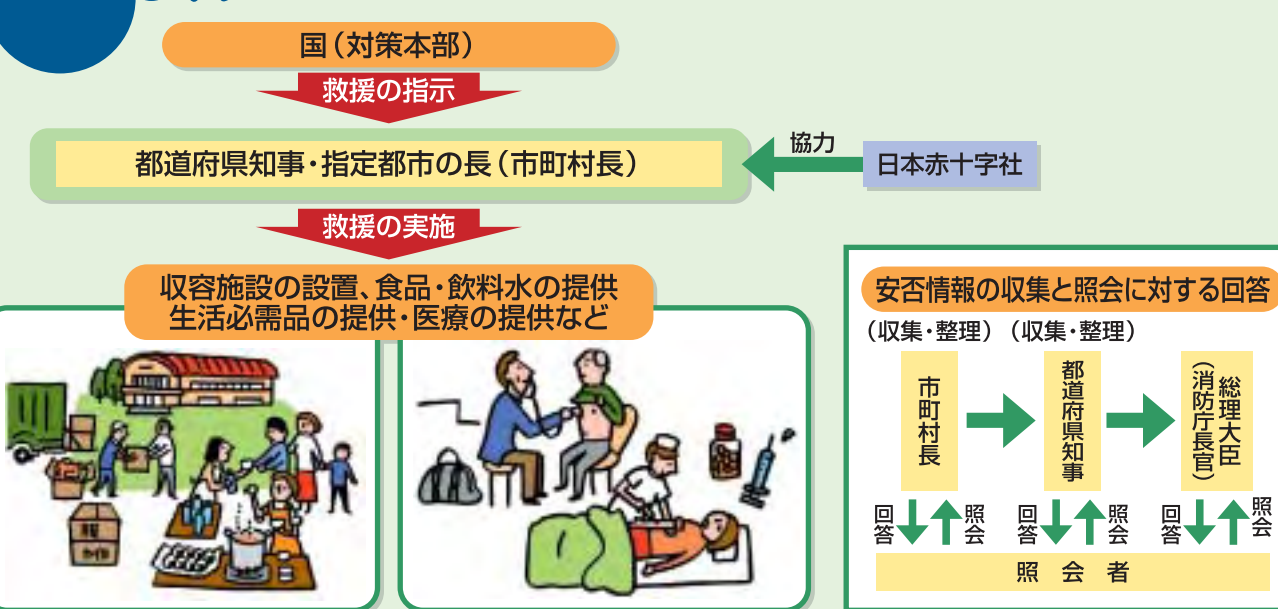 国(対策本部)
救援の指示
都道府県知事・指定都市の長(市町村長)
協力
日本赤十字社
救援の実施
収容施設の設置、食品・飲料水の提供
生活必需品の提供・医療の提供など
安否情報の収集と照会に対する回答
(収集・整理)
(収集・整理)
市町村長
都道府県知事
総理大臣
(消防庁長官)
回答
照会
回答
照会
回答
照会
照会者